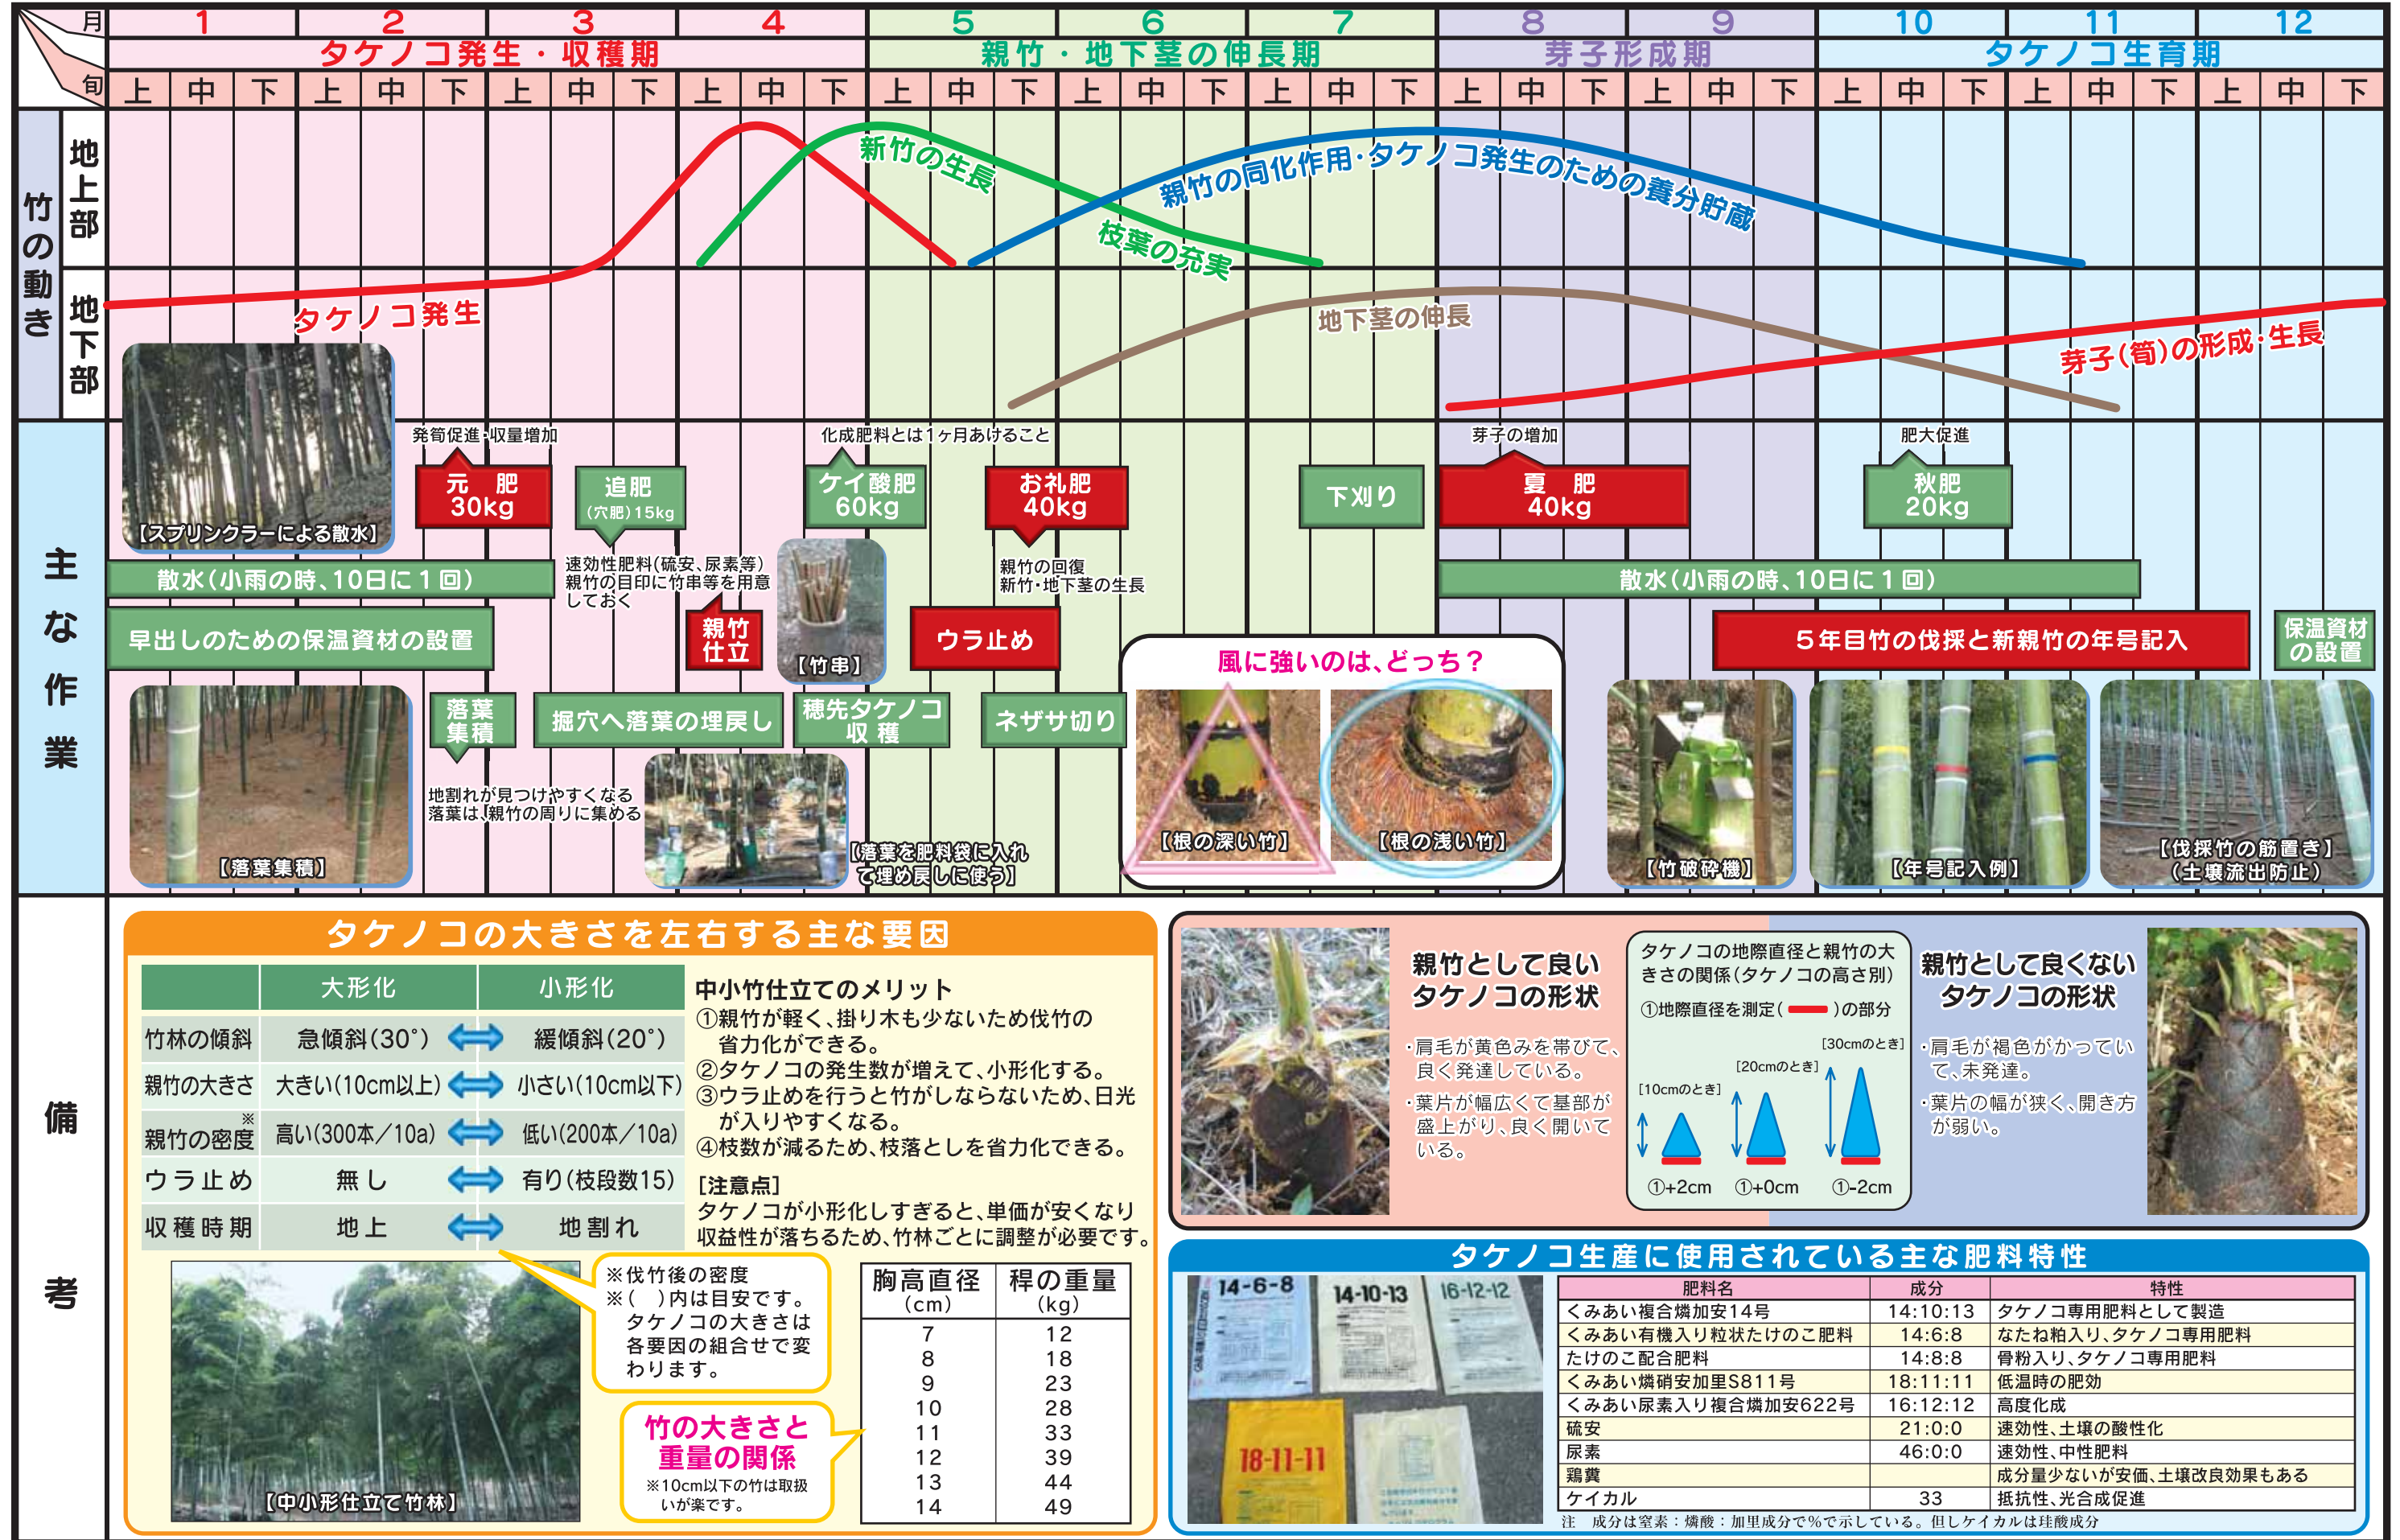 月 1 2 3 4 5 6 7 8 9 10 11 12
タケノコ発生・収穫期 親竹・地下茎の伸長期 芽子形成期 タケノコ生育期
旬 上 中 下 上 中 下 上 中 下 上 中 下 上 中 下 上 中 下 上 中 下 上 中 下 上 中 下 上 中 下 上 中 下 上 中 下
竹の動き
地上部
新竹の生長
枝葉の充実
親竹の同化作用・タケノコ発生のための養分貯蔵
地下部
タケノコ発生
地下茎の伸長
芽子(筍)の形成・生長
主な作業
【スプリンクラーによる散水】
発筍促進・収量増加
元 肥
30kg
追肥
(穴肥)15kg
速効性肥料(硫安、尿素等)
親竹の目印に竹串等を用意
しておく
化成肥料とは1ヶ月あけること
ケイ酸肥
60kg
お礼肥
40kg
親竹の回復
新竹・地下茎の生長
下刈り
芽子の増加
夏 肥
40kg
肥大促進
秋肥
20kg
散水(小雨の時、10日に1回)
散水(小雨の時、10日に1回)
早出しのための保温資材の設置
親竹
仕立
【竹串】
ウラ止め
5年目竹の伐採と新親竹の年号記入
保温資材
の設置
【落葉集積】
落葉
集積
地割れが見つけやすくなる
落葉は、親竹の周りに集める
掘穴へ落葉の埋戻し
穂先タケノコ
収穫
ネザサ切り
【落葉を肥料袋に入れ
て埋め戻しに使う】
風に強いのは、どっち?
【根の深い竹】
【根の浅い竹】
【竹破砕機】
【年号記入例】
【伐採竹の筋置き】
(土壌流出防止)
備考
タケノコの大きさを左右する主な要因
大形化 小形化
竹林の傾斜 急傾斜(30°) 緩傾斜(20°)
親竹の大きさ 大きい(10cm以上) 小さい(10cm以下)
※
親竹の密度 高い(300本/10a) 低い(200本/10a)
ウラ止め 無し 有り(枝段数15)
収穫時期 地上 地割れ
中小竹仕立てのメリット
①親竹が軽く、掛り木も少ないため伐竹の
省力化ができる。
②タケノコの発生数が増えて、小形化する。
③ウラ止めを行うと竹がしならないため、日光
が入りやすくなる。
④枝数が減るため、枝落としを省力化できる。
[注意点]
タケノコが小形化しすぎると、単価が安くなり
収益性が落ちるため、竹林ごとに調整が必要です。
【中小形仕立て竹林】
※伐竹後の密度
※( )内は目安です。
タケノコの大きさは
各要因の組合せで変
わります。
竹の大きさと
重量の関係
※10cm以下の竹は取扱
いが楽です。
胸高直径 稈の重量
(cm) (kg)
7 12
8 18
9 23
10 28
11 33
12 39
13 44
14 49
親竹として良い
タケノコの形状
・肩毛が黄色みを帯びて、
良く発達している。
・葉片が幅広くて基部が
盛上がり、良く開いて
いる。
タケノコの地際直径と親竹の大
きさの関係(タケノコの高さ別)
①地際直径を測定( )の部分
[10cmのとき] [20cmのとき] [30cmのとき]
①+2cm ①+0cm ①-2cm
親竹として良くない
タケノコの形状
・肩毛が褐色がかってい
て、未発達。
・葉片の幅が狭く、開き方
が弱い。
タケノコ生産に使用されている主な肥料特性
14-6-8
14-10-13
16-12-12
18-11-11
肥料名 成分 特性
くみあい複合燐加安14号 14:10:13 タケノコ専用肥料として製造
くみあい有機入り粒状たけのこ肥料 14:6:8 なたね粕入り、タケノコ専用肥料
たけのこ配合肥料 14:8:8 骨粉入り、タケノコ専用肥料
くみあい燐硝安加里S811号 18:11:11 低温時の肥効
くみあい尿素入り複合燐加安622号 16:12:12 高度化成
硫安 21:0:0 速効性、土壌の酸性化
尿素 46:0:0 速効性、中性肥料
鶏糞 成分量少ないが安価、土壌改良効果もある
ケイカル 33 抵抗性、光合成促進
注 成分は窒素：燐酸：加里成分で%で示している。但しケイカルは珪酸成分